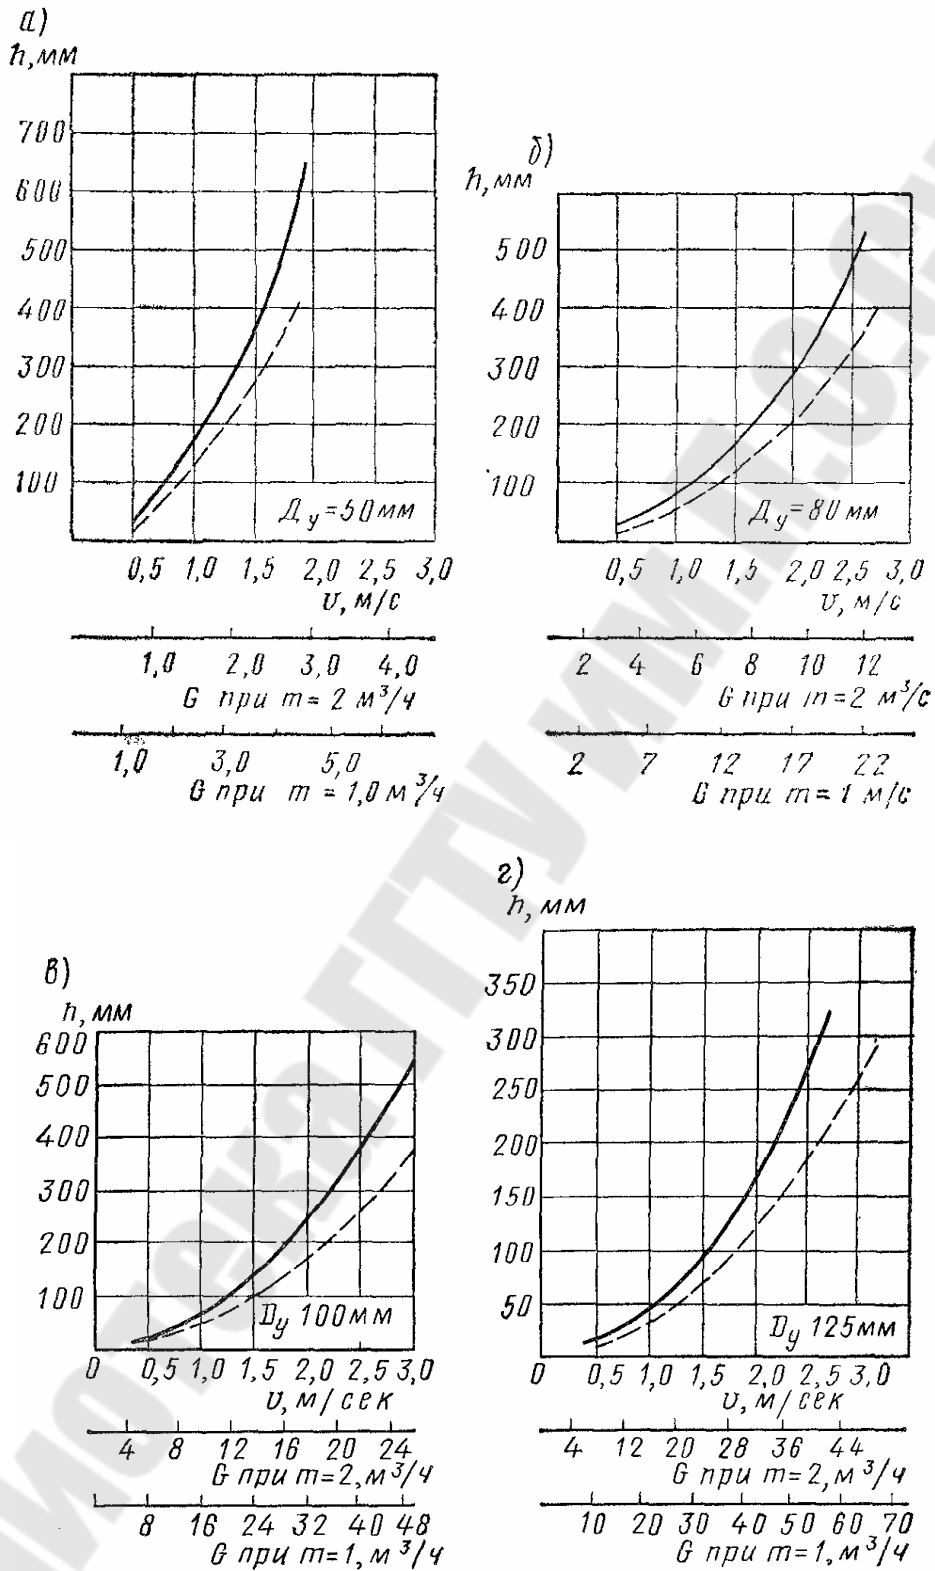 а)
h, мм
700
600
500
400
300
200
100
Ду=50мм
0,5 1,0 1,5 2,0 2,5 3,0
υ, м/с
1,0 2,0 3,0 4,0
G при m= 2 м³/ч
1,0 3,0 5,0
G при m = 1,0 м³/ч
б)
h, мм
500
400
300
200
100
Ду=80мм
0,5 1,0 1,5 2,0 2,5 3,0
υ, м/с
2 4 6 8 10 12
G при m=2 м³/с
2 7 12 17 22
G при m= 1 м/с
в)
h, мм
600
500
400
300
200
100
Dу 100мм
0 0,5 1,0 1,5 2,0 2,5 3,0
υ, м/сек
4 8 12 16 20 24
G при m=2, м³/ч
8 16 24 32 40 48
G при m=1, м³/ч
г)
h, мм
350
300
250
200
150
100
50
Dу 125мм
0 0,5 1,0 1,5 2,0 2,5 3,0
υ, м/сек
4 12 20 28 36 44
G при m=2, м³/ч
10 20 30 40 50 60 70
G при m=1, м³/ч